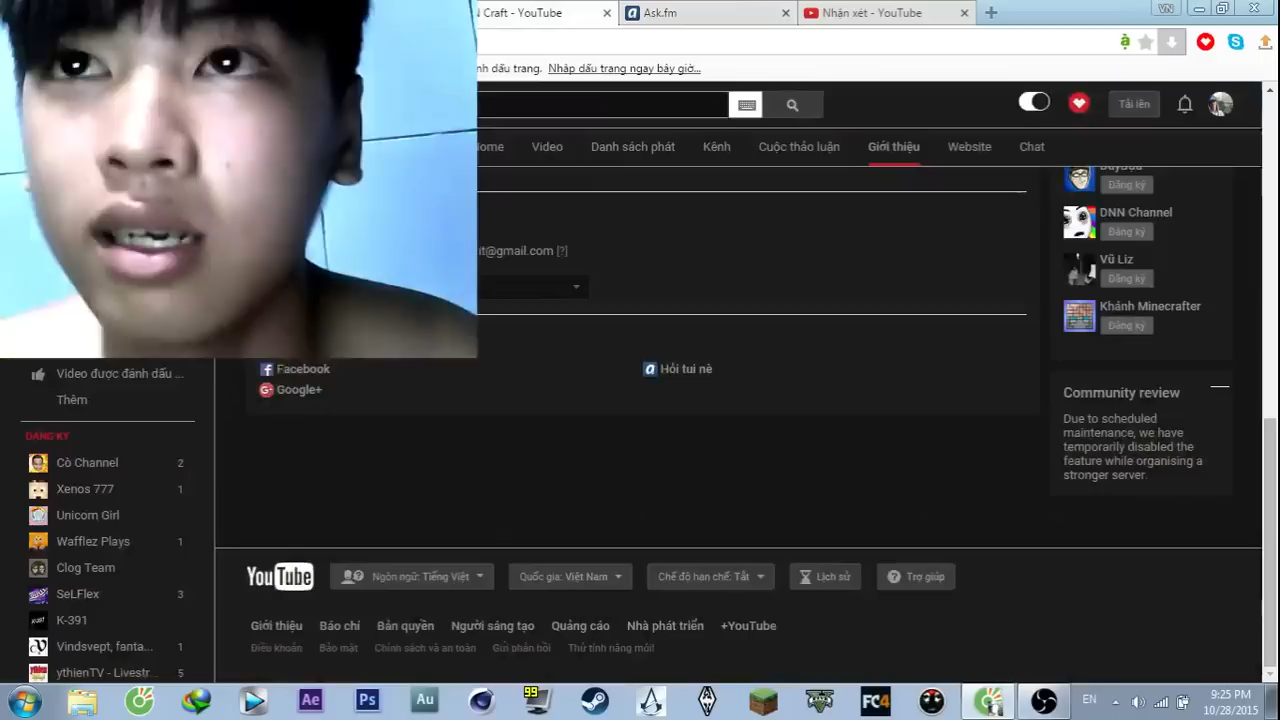 N Craft - YouTube
Ask.fm
Nhận xét - YouTube
VN
nh dấu trang. Nhập dấu trang ngay bây giờ...
Tải lên
ome Video Danh sách phát Kênh Cuộc thảo luận Giới thiệu Website Chat
Đăng ký
DNN Channel
Đăng ký
Vũ Liz
Đăng ký
Khánh Minecrafter
Đăng ký
it@gmail.com [?]
Facebook
Hỏi tui nè
Google+
Video được đánh dấu ...
Thêm
Community review
Due to scheduled
maintenance, we have
temporarily disabled the
feature while organising a
stronger server.
ĐĂNG KÝ
Cò Channel 2
Xenos 777 1
Unicorn Girl
Wafflez Plays 1
Clog Team
SeLFlex 3
K-391
Vindsvept, fanta...
ythienTV - Livestr... 5
YouTube
Ngôn ngữ: Tiếng Việt
Quốc gia: Việt Nam
Chế độ hạn chế: Tắt
Lịch sử
Trợ giúp
Giới thiệu Báo chí Bản quyền Người sáng tạo Quảng cáo Nhà phát triển +YouTube
Điều khoản Bảo mật Chính sách và an toàn Gửi phản hồi Thử tính năng mới!
Ae
Ps
Au
99
FC4
EN
9:25 PM
10/28/2015